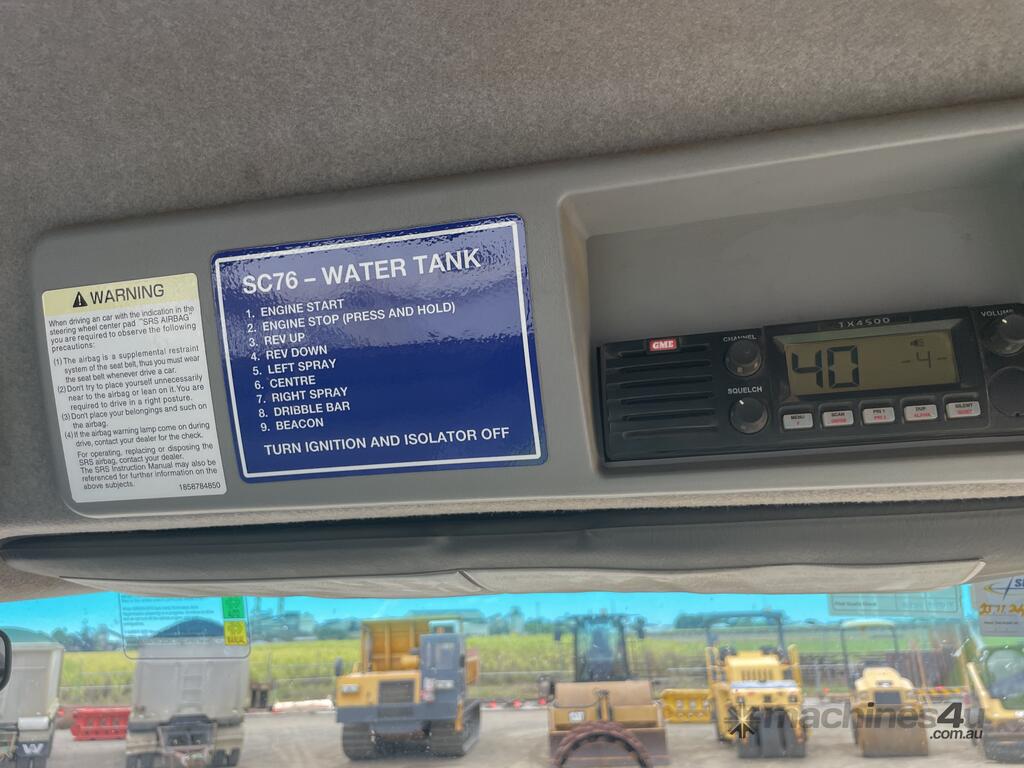 WARNING
When driving an car with the indication in the
steering wheel center pad "SRS AIRBAG"
you are required to observe the following
precautions:
(1) The airbag is a supplemental restraint
system of the seat belt, thus you must wear
the seat belt whenever drive a car.
(2) Don't try to place yourself unnecessarily
near to the airbag or lean on it. You are
required to drive in a right posture.
(3) Don't place your belongings and such on
the airbag.
(4) If the airbag warning lamp come on during
drive, contact your dealer for the check.
For operating, replacing or disposing the
SRS airbag, contact your dealer.
The SRS Instruction Manual may also be
referenced for further information on the
above subjects.
1858784850
SC76 – WATER TANK
1. ENGINE START
2. ENGINE STOP (PRESS AND HOLD)
3. REV UP
4. REV DOWN
5. LEFT SPRAY
6. CENTRE
7. RIGHT SPRAY
8. DRIBBLE BAR
9. BEACON
TURN IGNITION AND ISOLATOR OFF
GME
CHANNEL
TX4500
VOLUME
SQUELCH
40
-4-
MENU
F
SCAN
PRI 1
PRI 2
DUP
ALPHA
SILENT
RESET
MANUAL
W
machines4u
.com.au